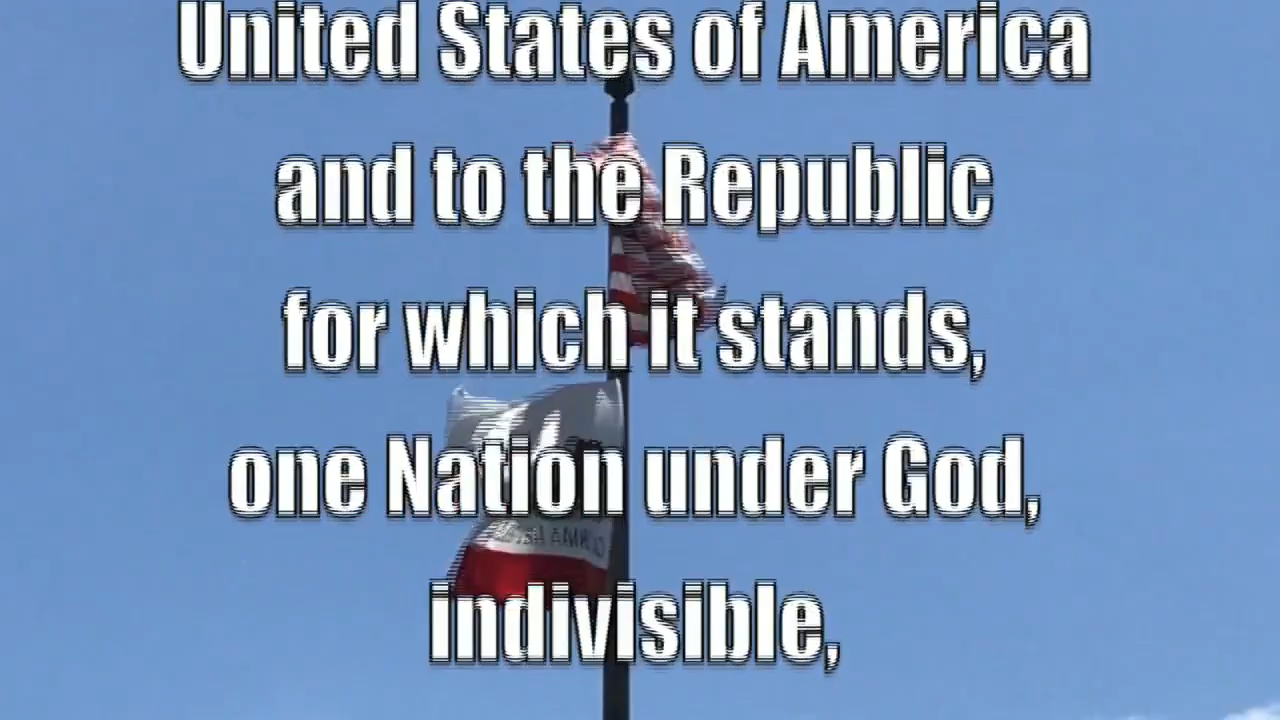 United States of America
and to the Republic
for which it stands,
one Nation under God,
indivisible,